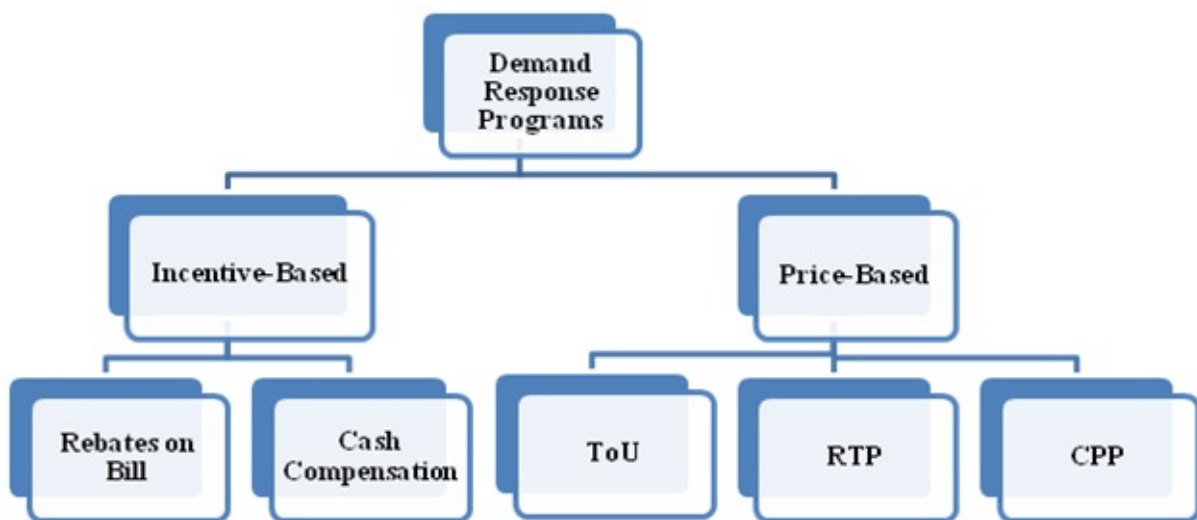 Demand
Response
Programs
Incentive-Based
Price-Based
Rebates on
Bill
Cash
Compensation
ToU
RTP
CPP